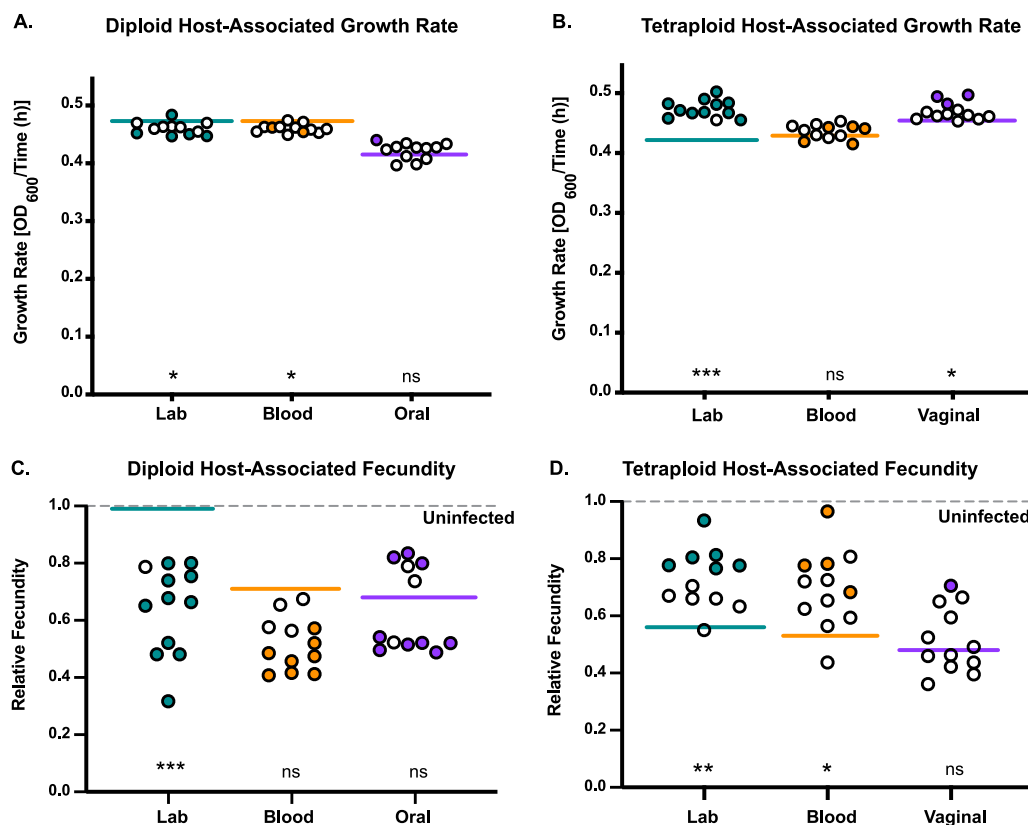 A.
Diploid Host-Associated Growth Rate
Growth Rate [OD600/Time (h)]
0.5
0.4
0.3
0.2
0.1
0.0
*
*
ns
Lab
Blood
Oral
B.
Tetraploid Host-Associated Growth Rate
Growth Rate [OD600/Time (h)]
0.5
0.4
0.3
0.2
0.1
0.0
***
ns
*
Lab
Blood
Vaginal
C.
Diploid Host-Associated Fecundity
Relative Fecundity
1.0
0.8
0.6
0.4
0.2
0.0
Uninfected
***
ns
ns
Lab
Blood
Oral
D.
Tetraploid Host-Associated Fecundity
Relative Fecundity
1.0
0.8
0.6
0.4
0.2
0.0
Uninfected
**
*
ns
Lab
Blood
Vaginal